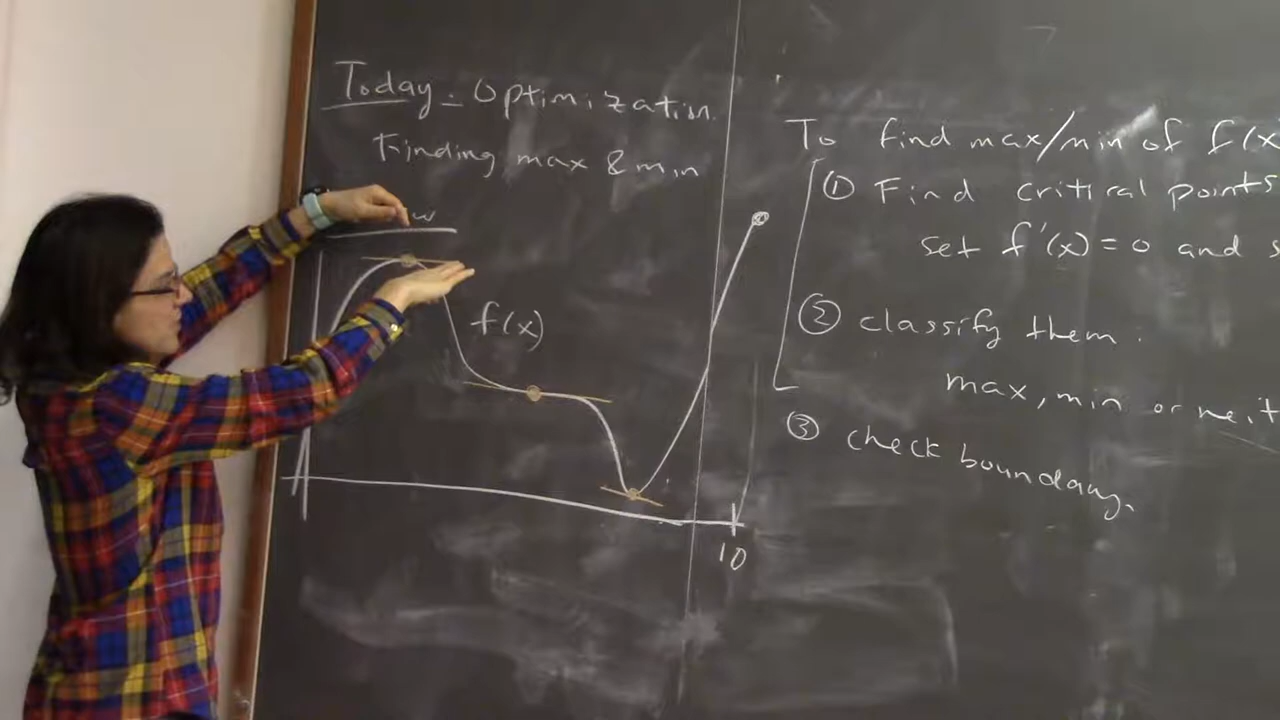 Today - Optimization
Finding max & min
f(x)
10
To find max/min of f(x
① Find critical points
set f'(x) = 0 and s
② classify them.
max, min or neit
③ check boundary.